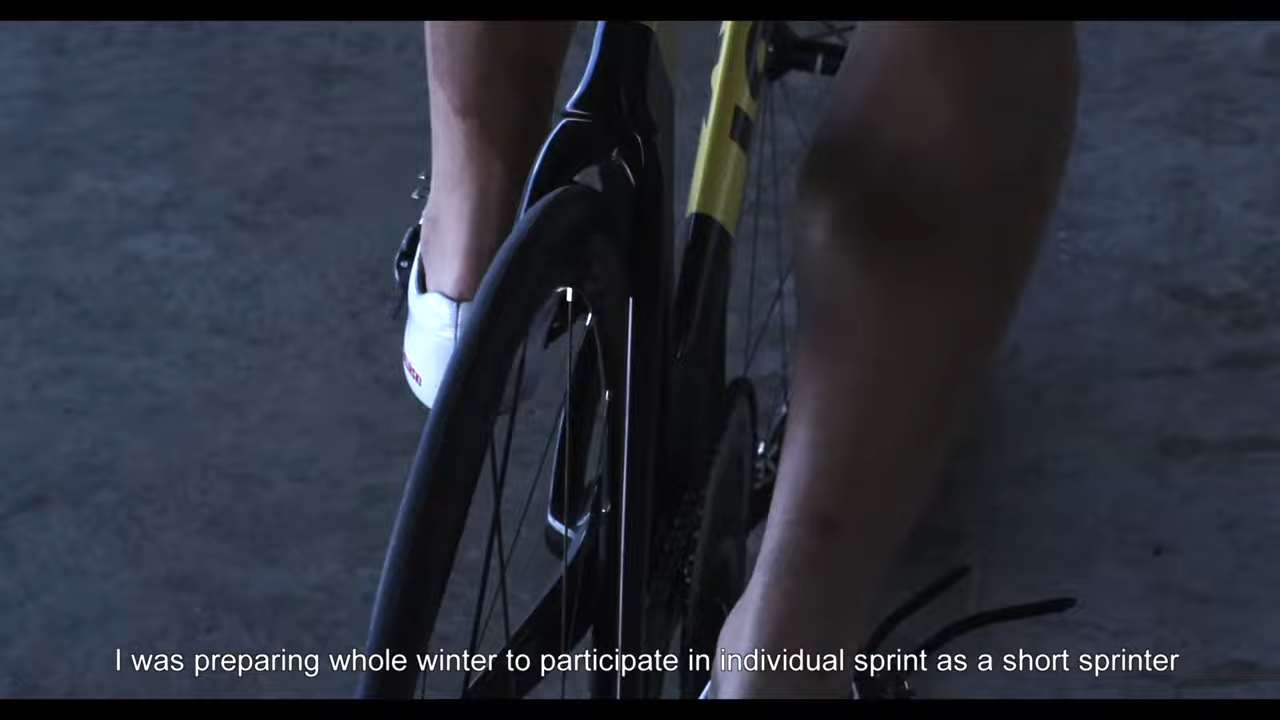 I was preparing whole winter to participate in individual sprint as a short sprinter